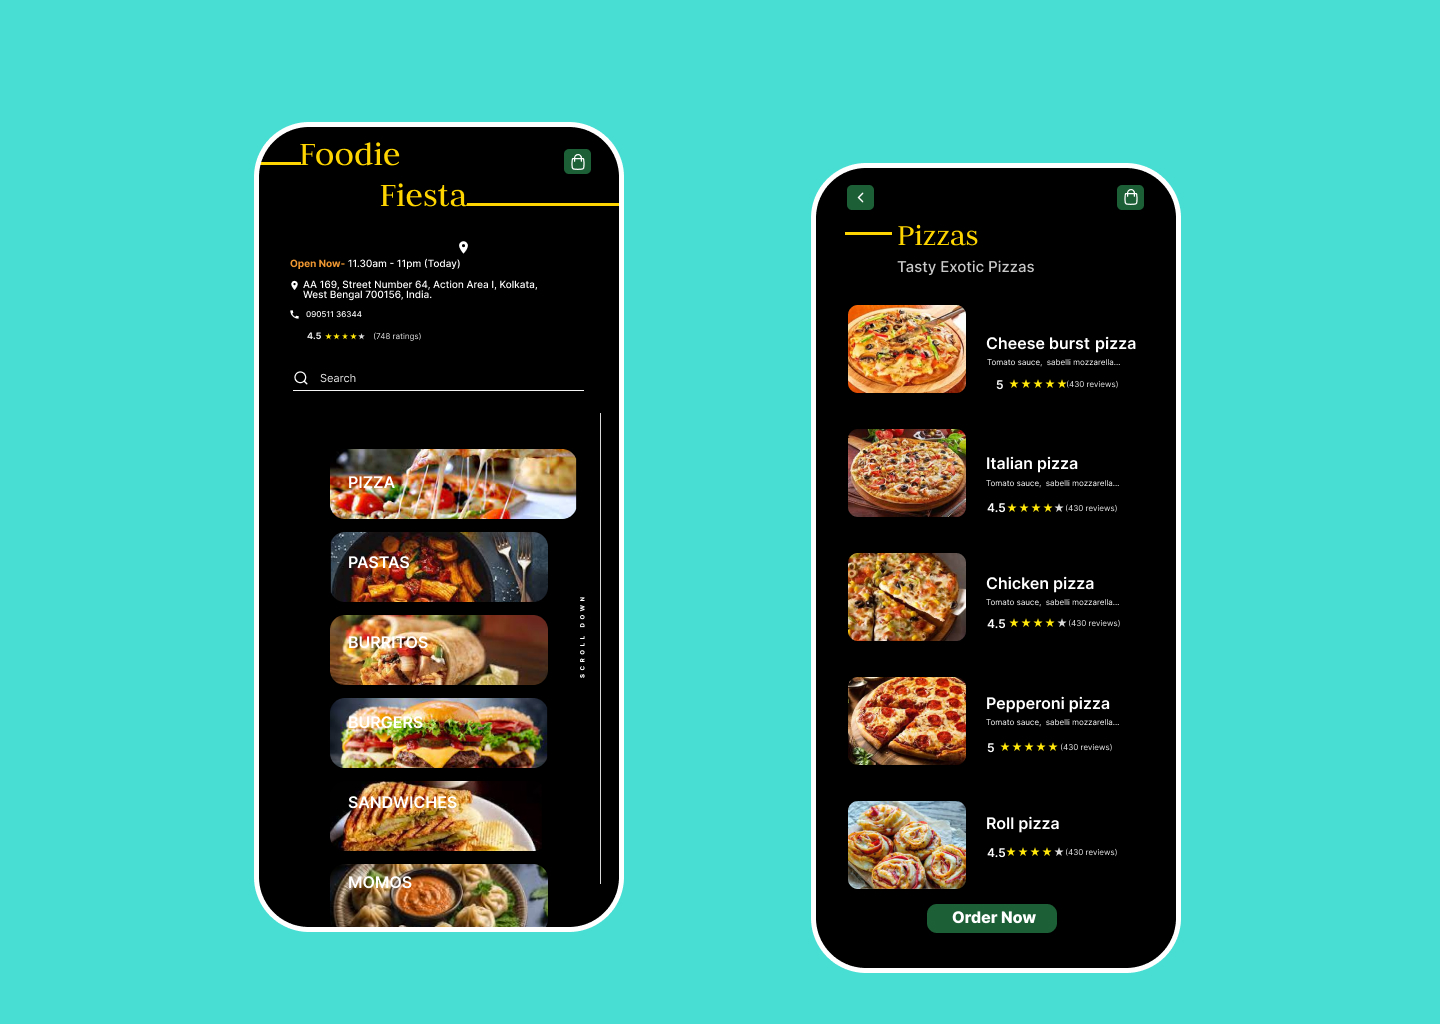 Foodie
Fiesta
Open Now- 11.30am - 11pm (Today)
AA 169, Street Number 64, Action Area I, Kolkata,
West Bengal 700156, India.
090511 36344
4.5 ★★★★★ (748 ratings)
Search
PIZZA
PASTAS
BURRITOS
BURGERS
SANDWICHES
MOMOS
SCROLL DOWN
Pizzas
Tasty Exotic Pizzas
Cheese burst pizza
Tomato sauce, sabelli mozzarella...
5 ★★★★★(430 reviews)
Italian pizza
Tomato sauce, sabelli mozzarella...
4.5★★★★★(430 reviews)
Chicken pizza
Tomato sauce, sabelli mozzarella...
4.5 ★★★★★(430 reviews)
Pepperoni pizza
Tomato sauce, sabelli mozzarella...
5 ★★★★★(430 reviews)
Roll pizza
4.5★★★★★(430 reviews)
Order Now